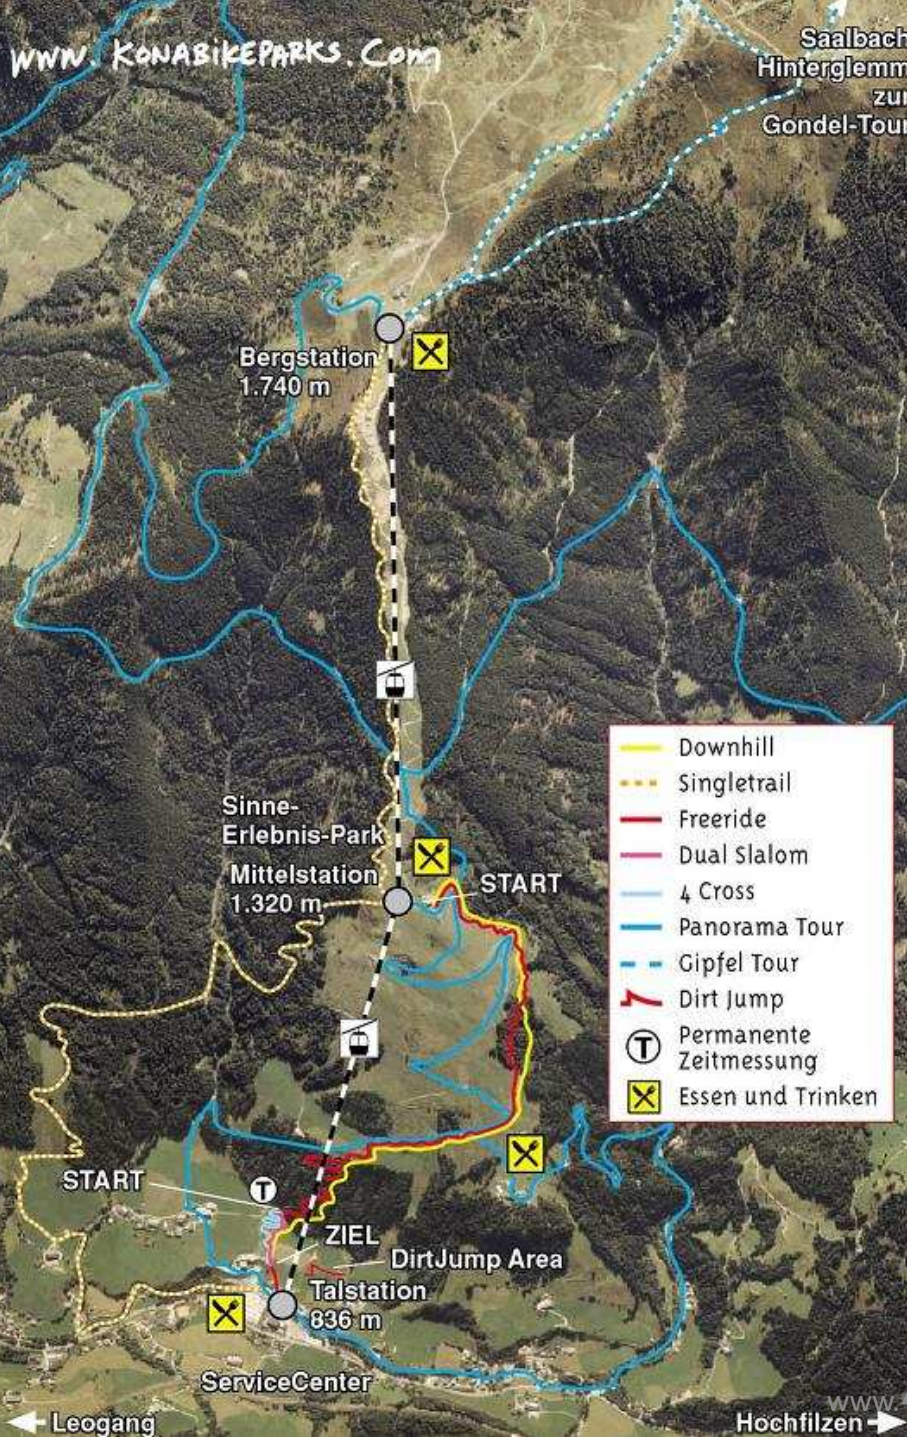 www.KONABIKEPARKS.Com
Saalbach
Hinterglemm
zur
Gondel-Tour
Bergstation
1.740 m
Sinne-
Erlebnis-Park
Mittelstation
1.320 m
START
Downhill
Singletrail
Freeride
Dual Slalom
4 Cross
Panorama Tour
Gipfel Tour
Dirt Jump
T
Permanente
Zeitmessung
Essen und Trinken
START
T
ZIEL
DirtJump Area
Talstation
836 m
ServiceCenter
www.
Leogang
Hochfilzen